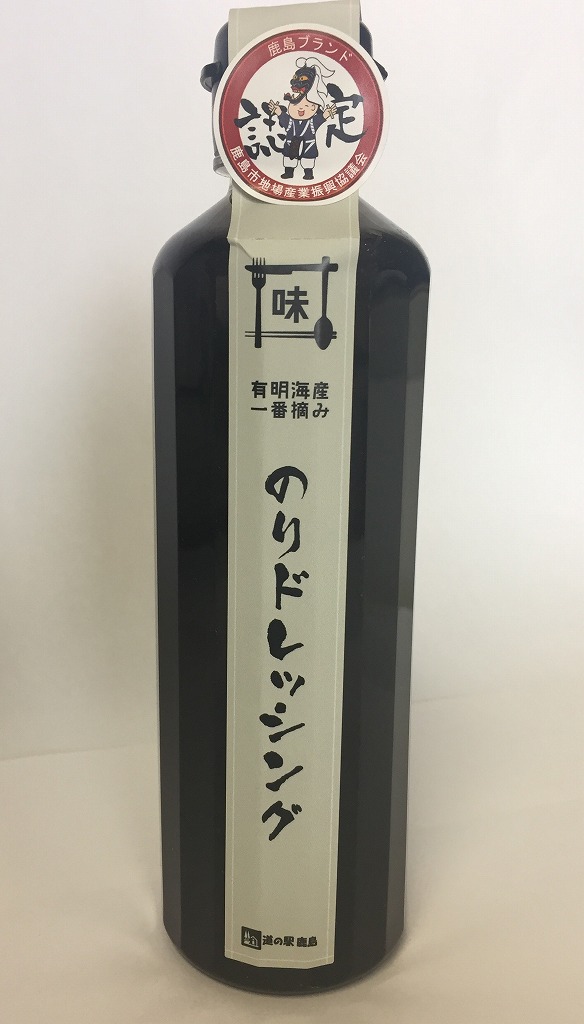 鹿島ブランド
認定
鹿島市地場産業振興協議会
味
有明海産
一番摘み
のりドレッシング
道の駅 鹿島